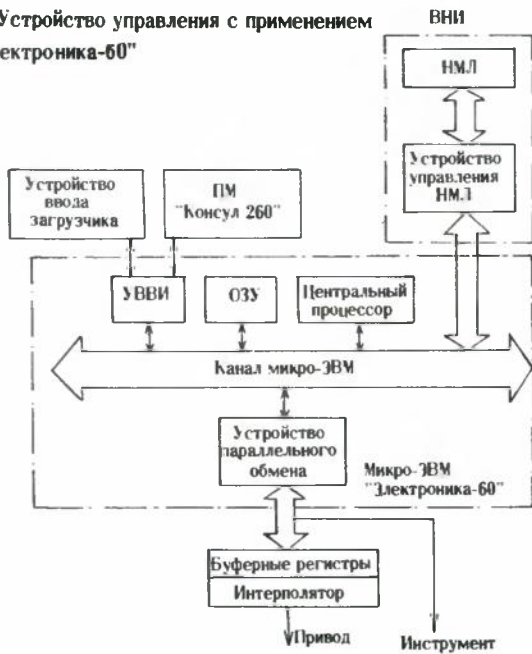 Устройство управления с применением
ектроника-60"
ВНИ
НМЛ
Устройство
управления
НМЛ
Устройство
ввода
загрузчика
ПМ
"Консул 260"
УВВИ
ОЗУ
Центральный
процессор
Канал микро-ЭВМ
Устройство
параллельного
обмена
Микро-ЭВМ
"Электроника-60"
Буферные регистры
Интерполятор
Привод
Инструмент